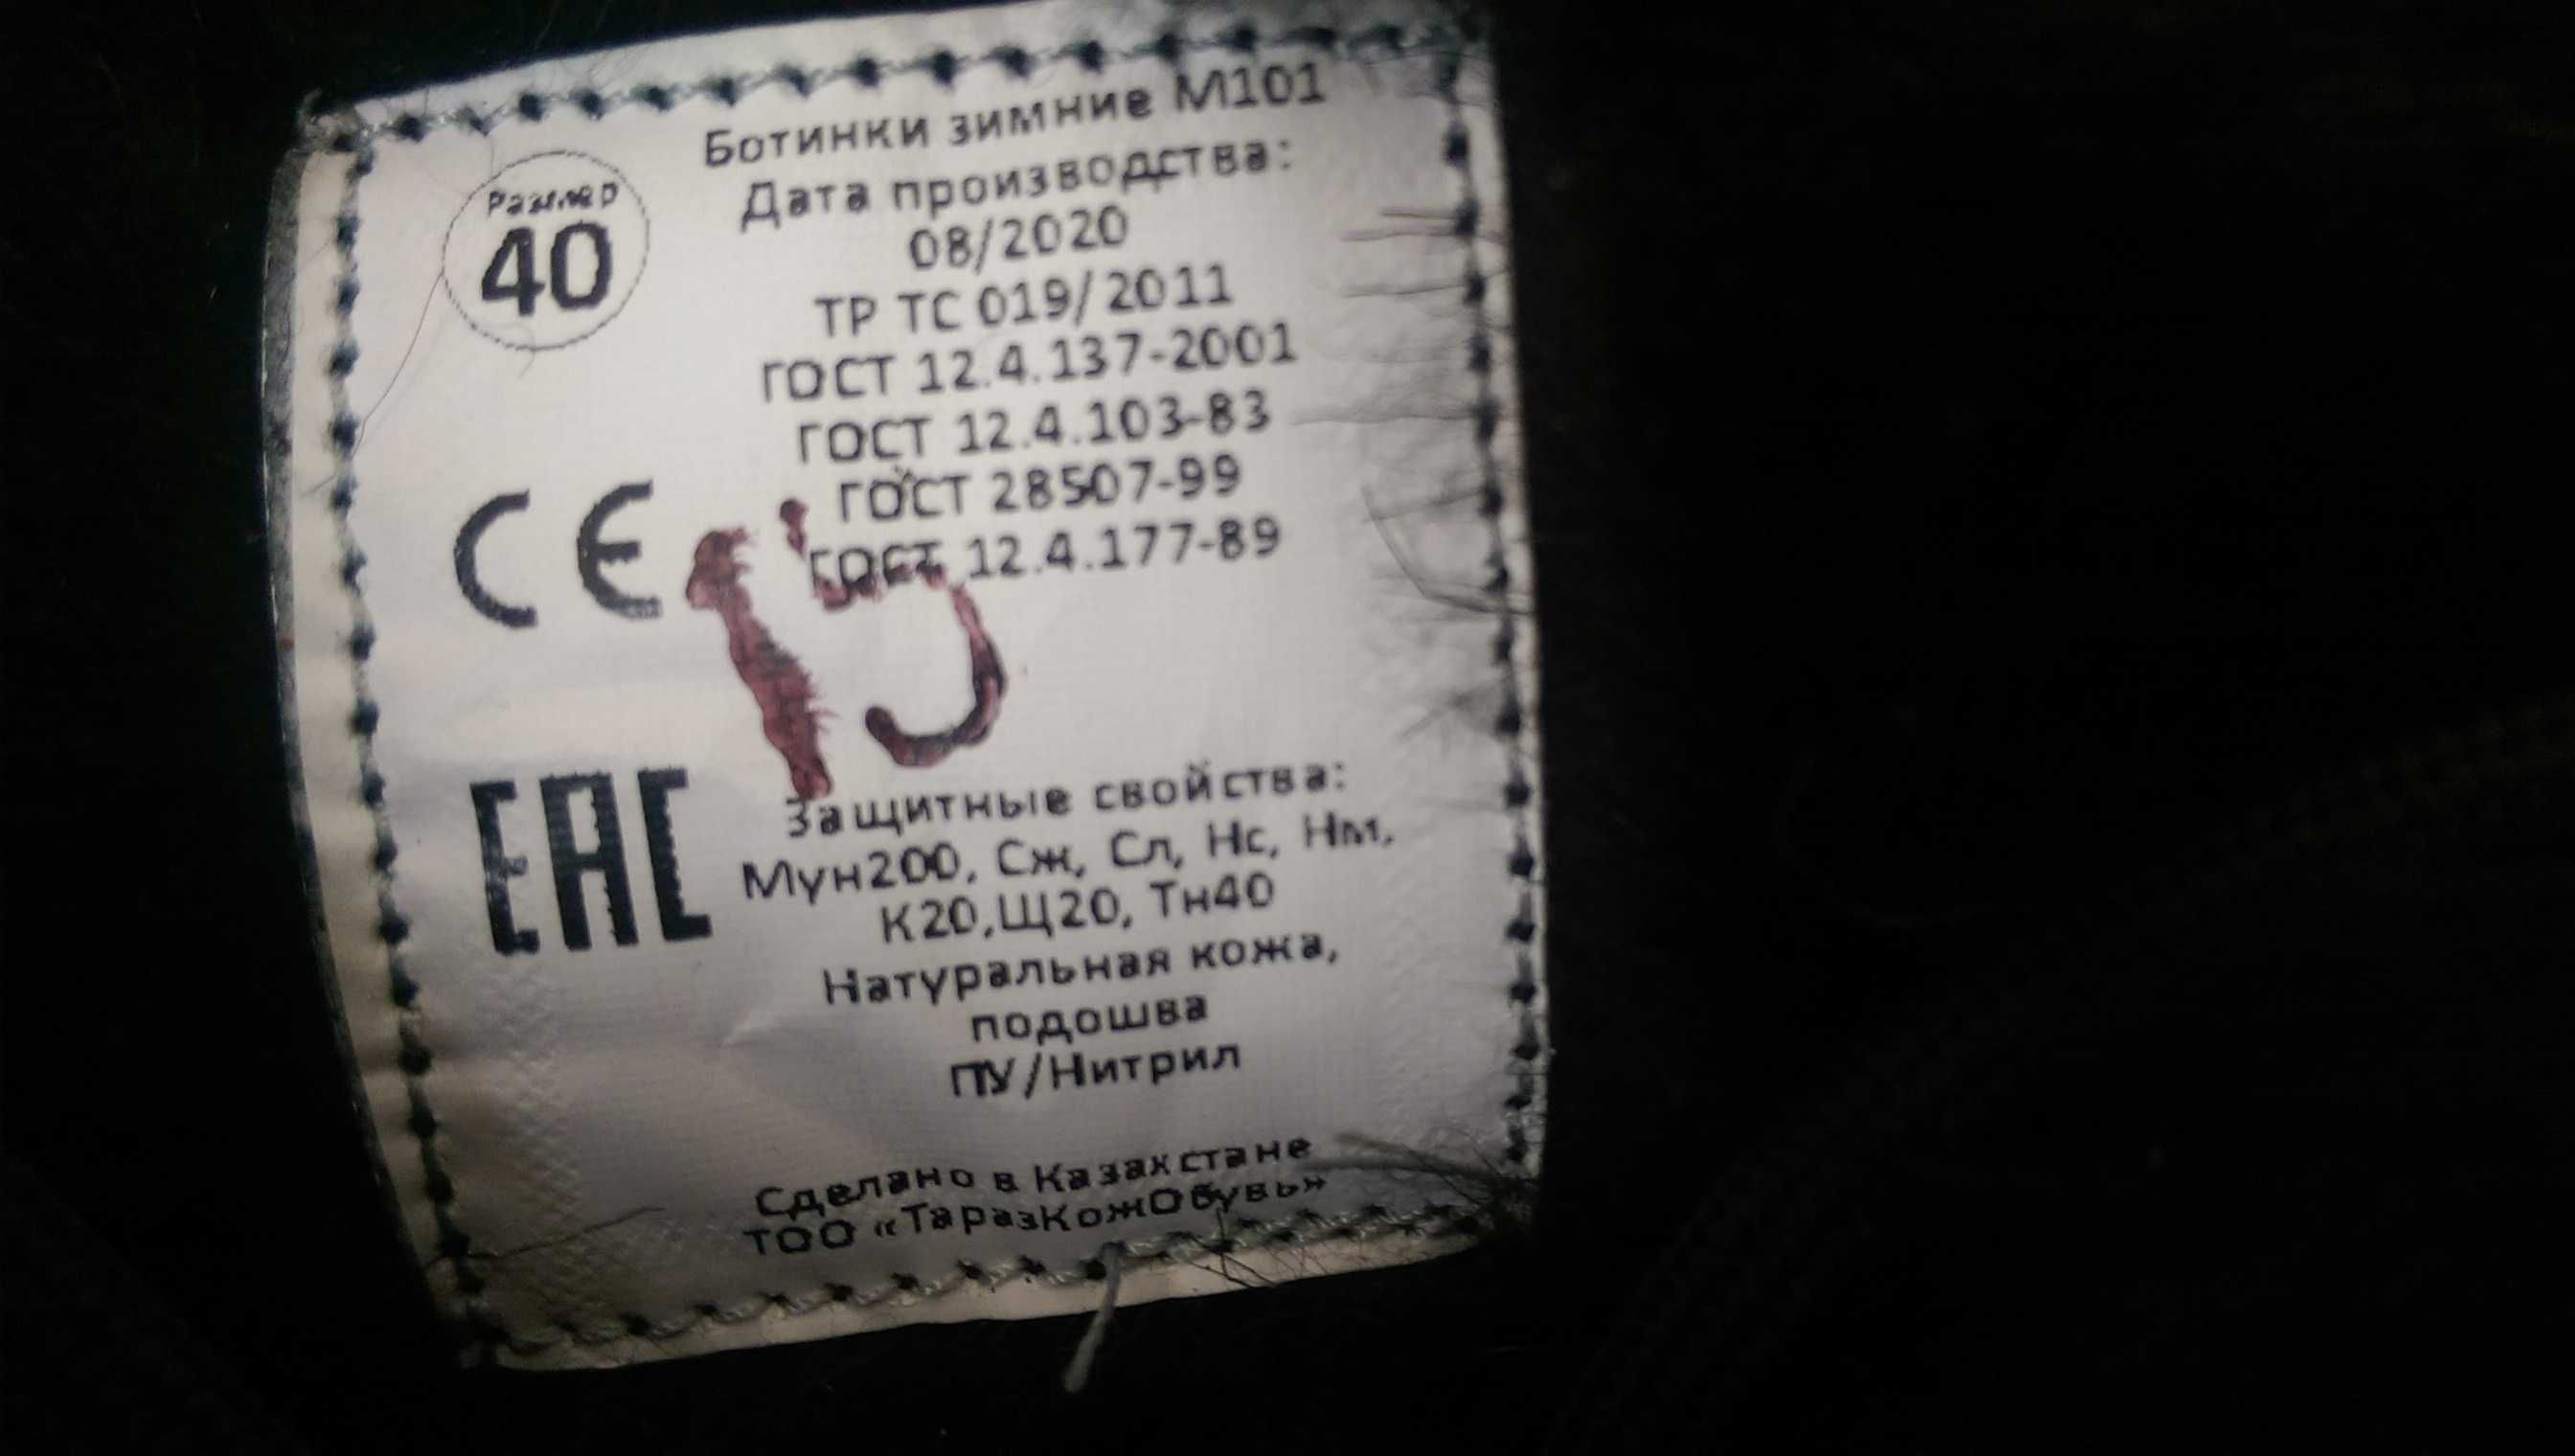 Ботинки зимние М101
Размер
40
Дата производства:
08/2020
ТР ТС 019/2011
ГОСТ 12.4.137-2001
ГОСТ 12.4.103-83
ГОСТ 28507-99
ГОСТ 12.4.177-89
CE
15
EAC
Защитные свойства:
Мун200, Сж, Сл, Нс, Нм,
К20,Щ20, Тн40
Натуральная кожа,
подошва
ПУ/Нитрил
Сделано в Казахстане
ТОО «ТаразКожОбувь»